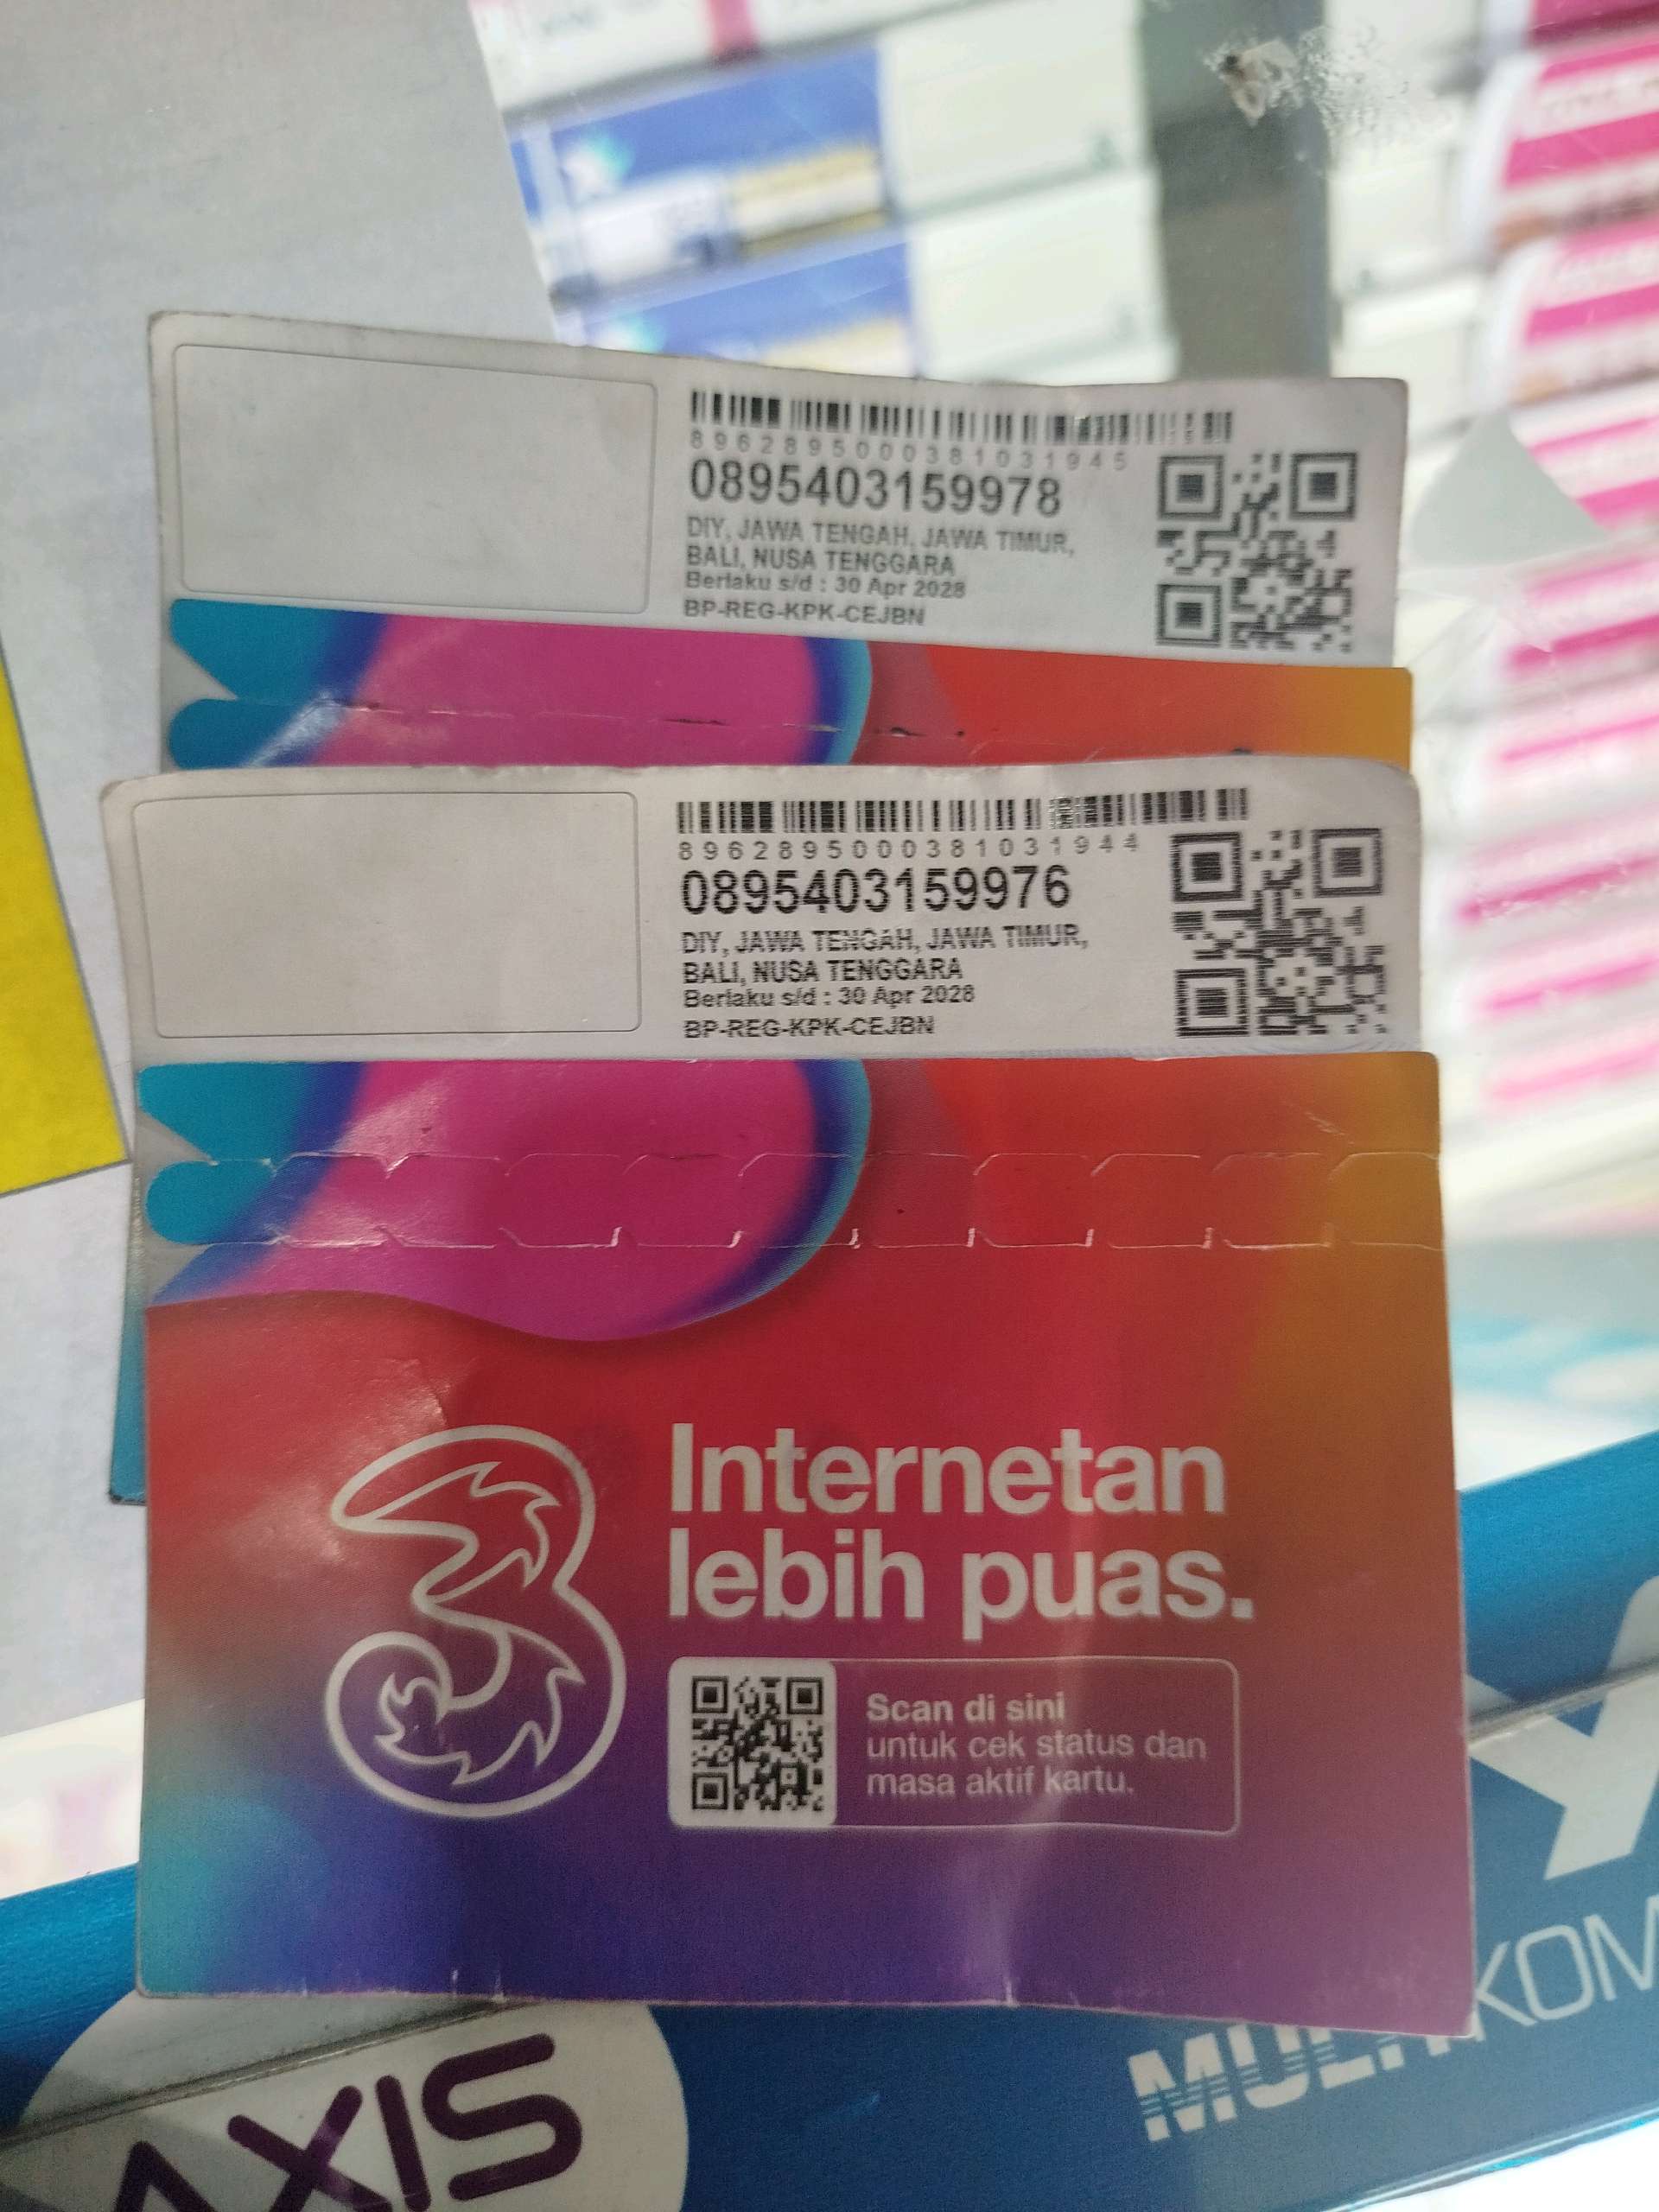 8962895000381031945
0895403159978
DIY, JAWA TENGAH, JAWA TIMUR,
BALI, NUSA TENGGARA
Berlaku s/d : 30 Apr 2028
BP-REG-KPK-CEJBN
8962895000381031944
0895403159976
DIY, JAWA TENGAH, JAWA TIMUR,
BALI, NUSA TENGGARA
Berlaku s/d : 30 Apr 2028
BP-REG-KPK-CEJBN
3
Internetan
lebih puas.
Scan di sini
untuk cek status dan
masa aktif kartu.
AXIS